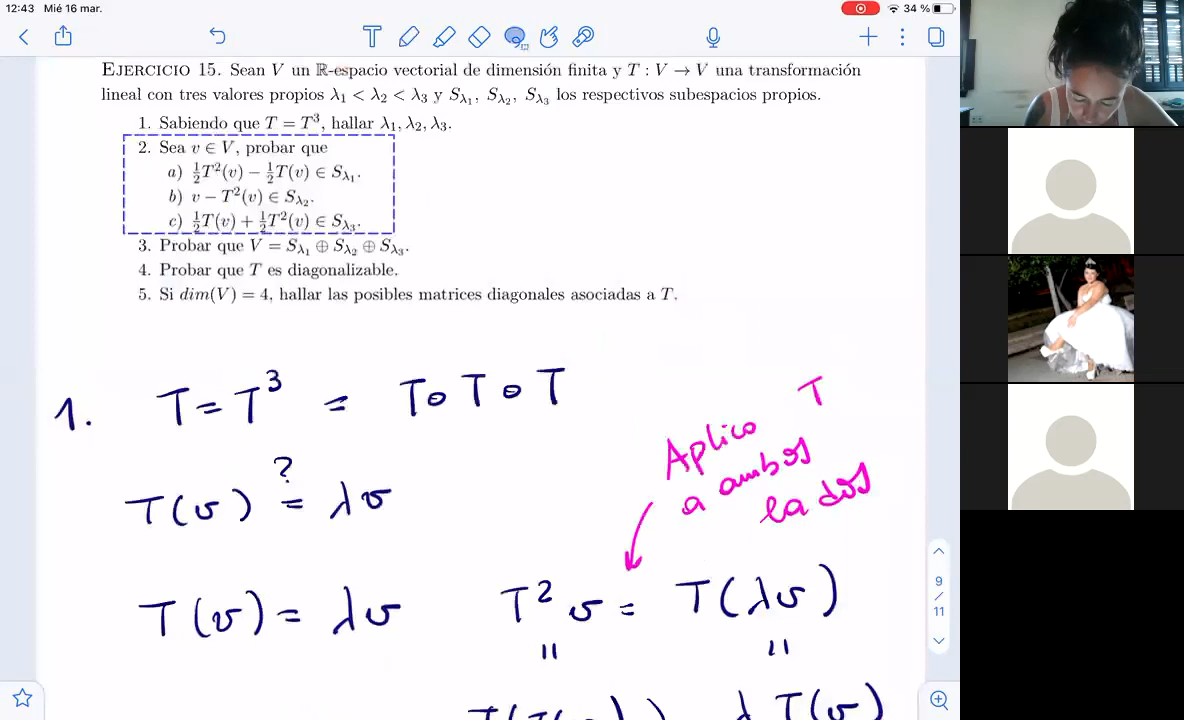 12:43 Mié 16 mar.
34 %
EJERCICIO 15. Sean V un ℝ-espacio vectorial de dimensión finita y T : V → V una transformación
lineal con tres valores propios λ₁ < λ₂ < λ₃ y S_λ₁, S_λ₂, S_λ₃ los respectivos subespacios propios.
1. Sabiendo que T = T³, hallar λ₁, λ₂, λ₃.
2. Sea v ∈ V, probar que
a) ½T²(v) − ½T(v) ∈ S_λ₁.
b) v − T²(v) ∈ S_λ₂.
c) ½T(v) + ½T²(v) ∈ S_λ₃.
3. Probar que V = S_λ₁ ⊕ S_λ₂ ⊕ S_λ₃.
4. Probar que T es diagonalizable.
5. Si dim(V) = 4, hallar las posibles matrices diagonales asociadas a T.
1. T = T³ = T∘T∘T
Aplico T
a ambos
lados
?
T(v) = λv
T(v) = λv T²v = T(λv)
= =
T(T(v)) λ T(v)
9
/
11